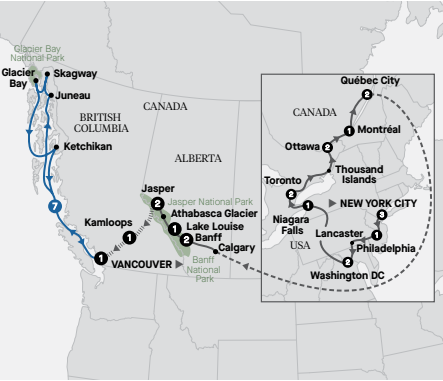 Glacier Bay
National Park
Glacier
Bay
Skagway
Juneau
Ketchikan
CANADA
BRITISH
COLUMBIA
ALBERTA
7
Jasper
2
Jasper National Park
Athabasca Glacier
Kamloops
1
1
Lake Louise
2
Banff
Calgary
1
VANCOUVER
Banff
National
Park
Québec City
2
CANADA
1
Montréal
Ottawa
2
Thousand
Islands
Toronto
2
1
NEW YORK CITY
3
Niagara
Falls
USA
Lancaster
1
Philadelphia
2
Washington DC